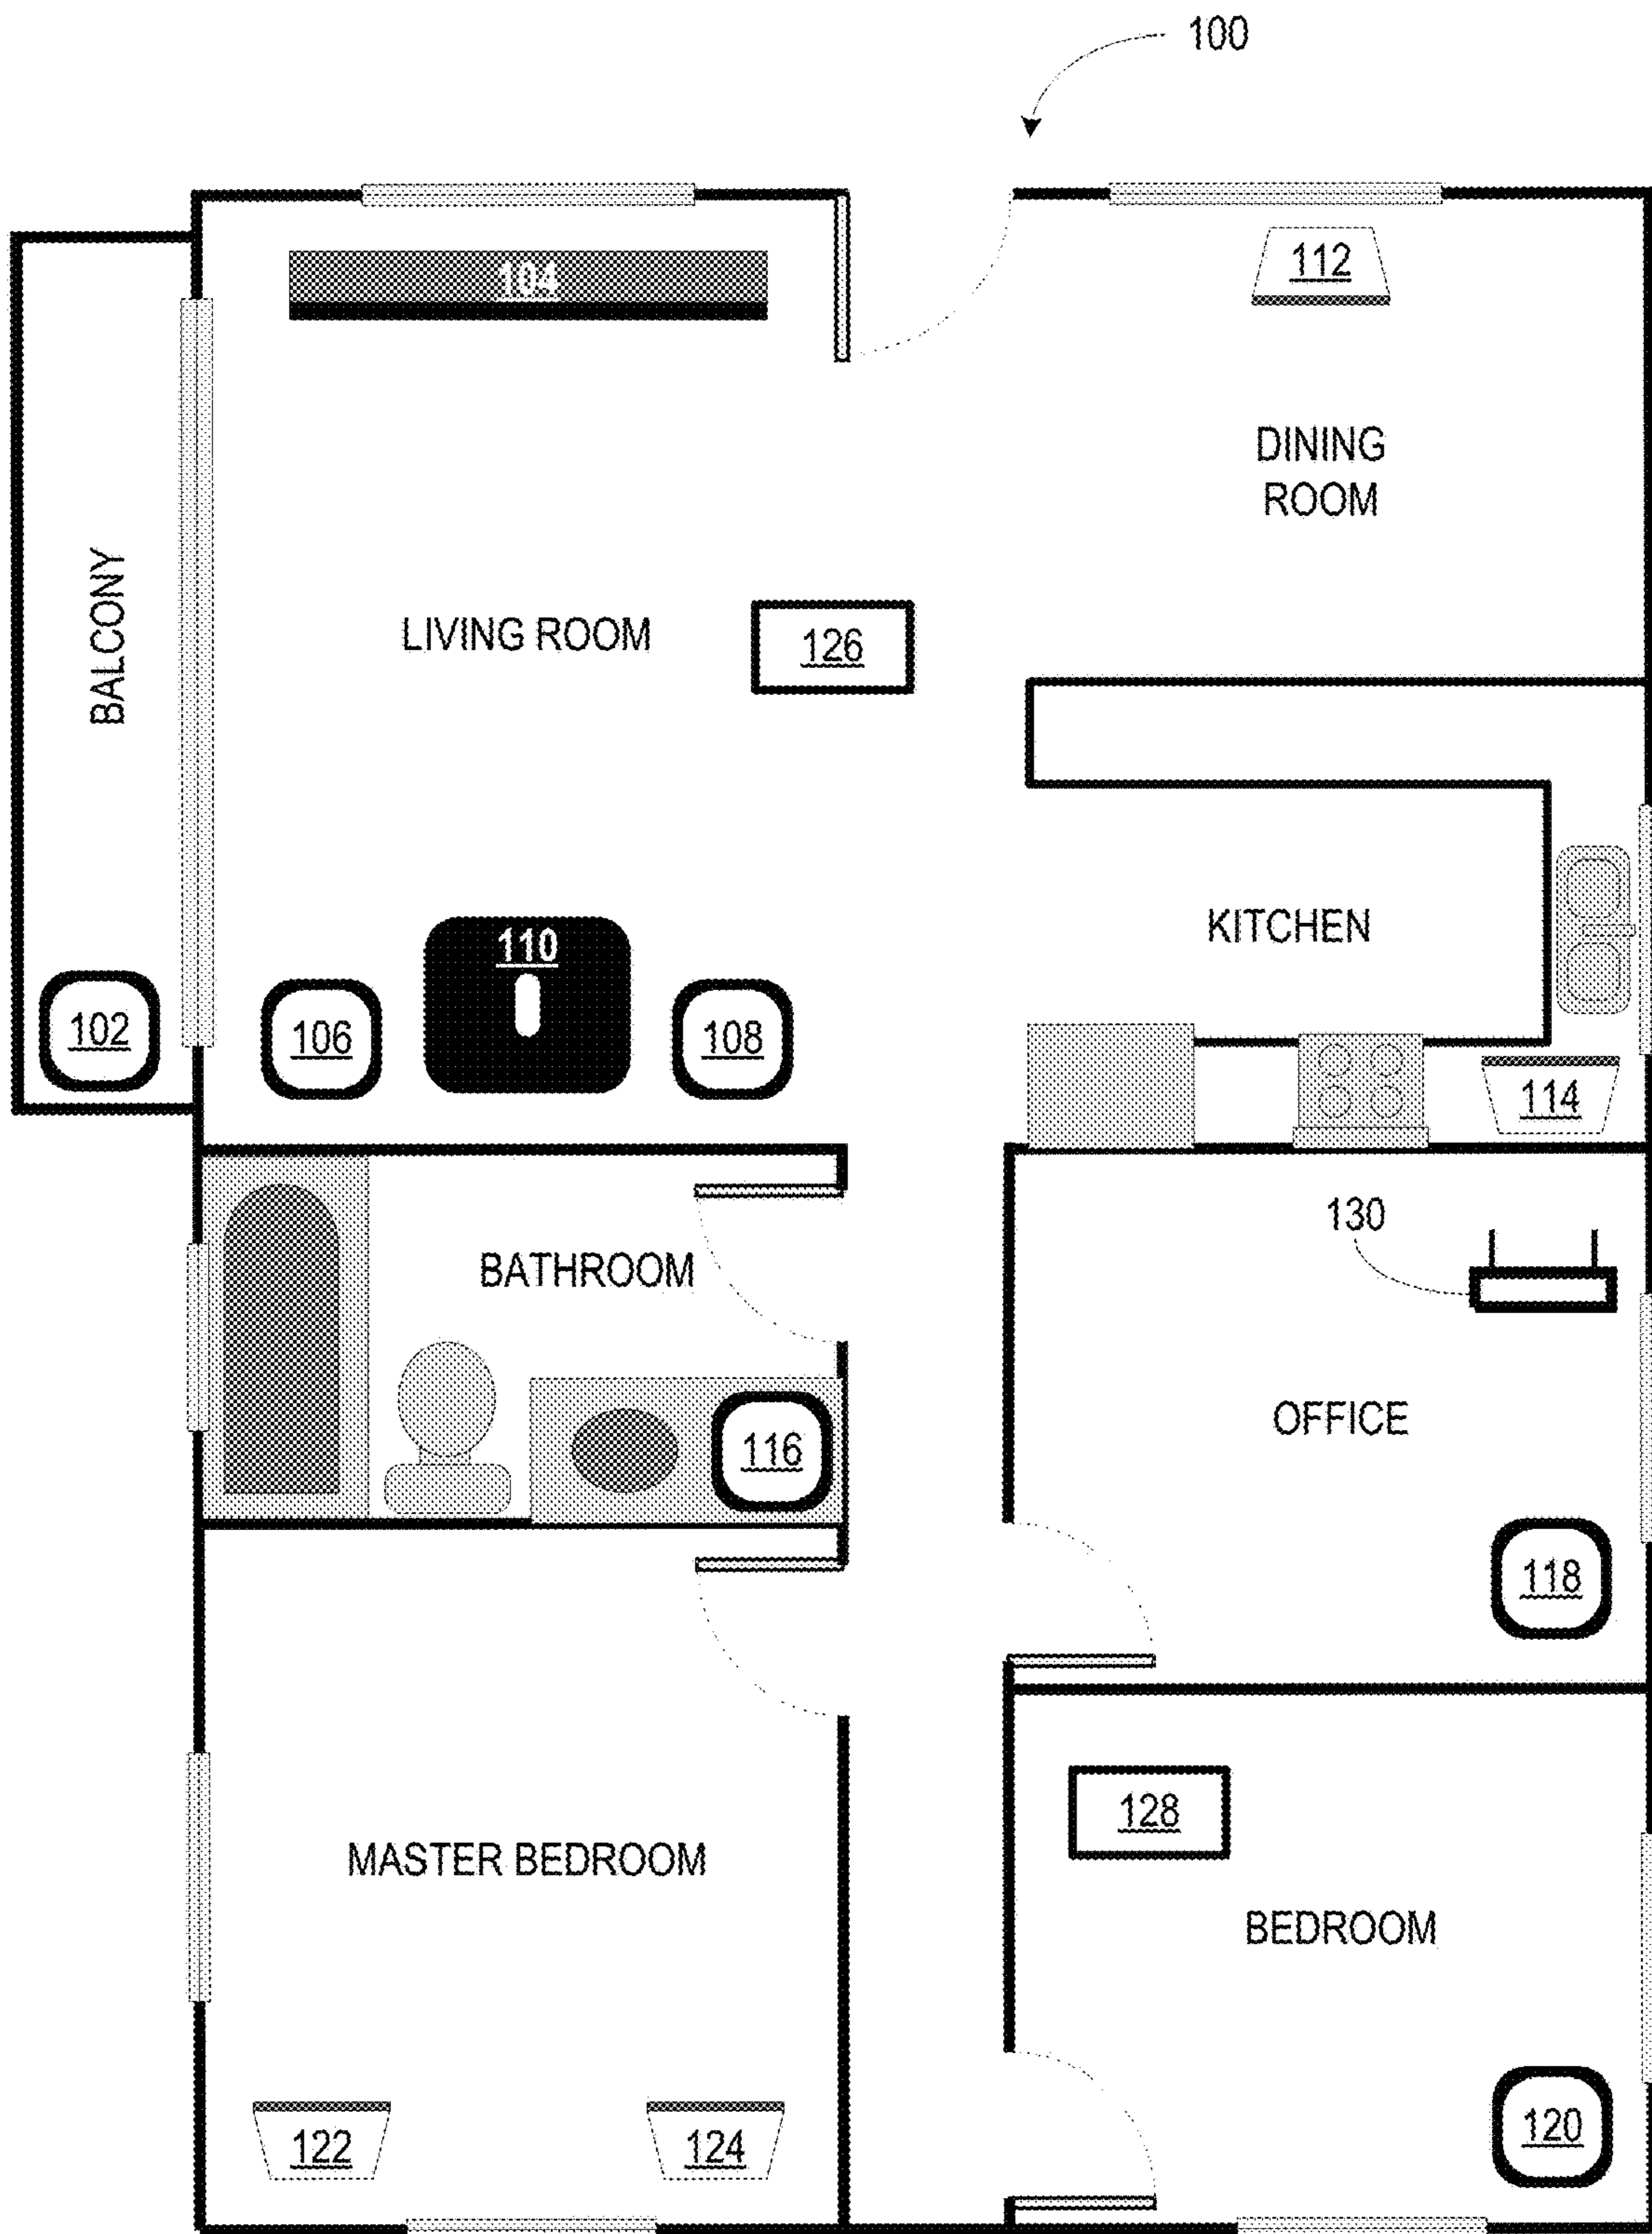 100
104
112
DINING
ROOM
BALCONY
LIVING ROOM
126
KITCHEN
110
102
106
108
114
130
BATHROOM
OFFICE
116
118
128
MASTER BEDROOM
BEDROOM
122
124
120